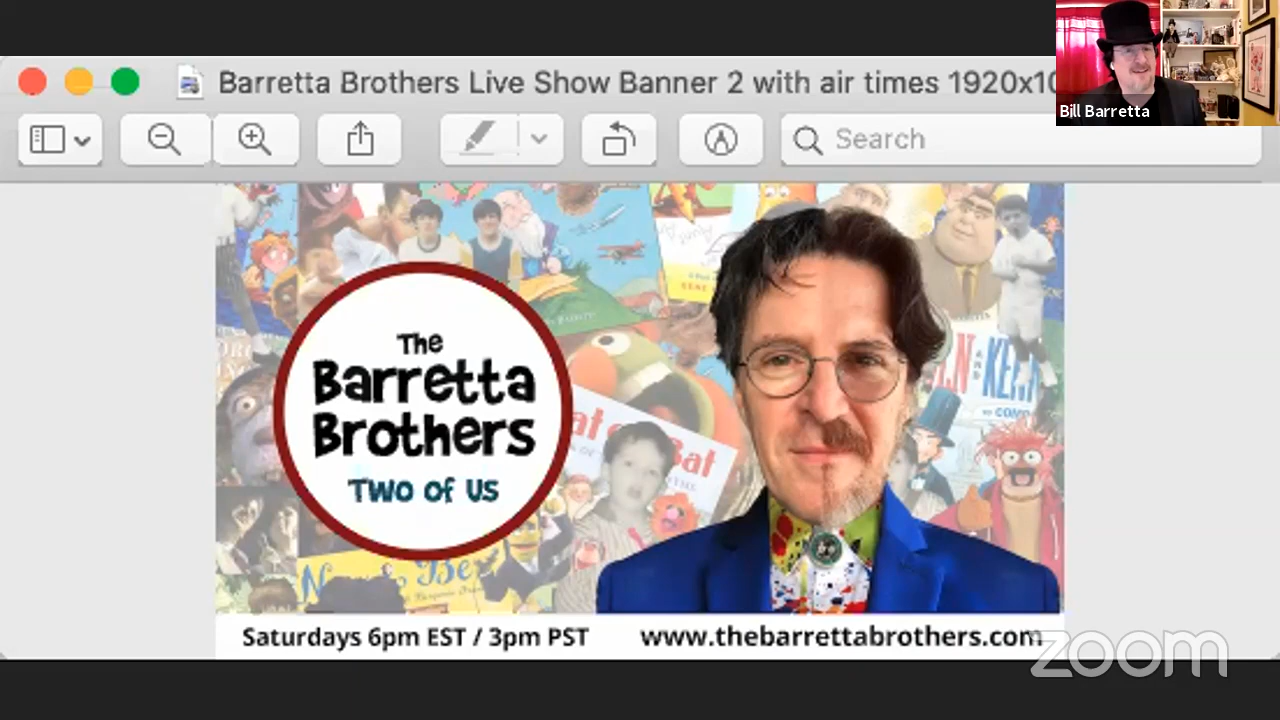 Barretta Brothers Live Show Banner 2 with air times 1920x10
Bill Barretta
Search
The
Barretta
Brothers
Two of Us
KEEN
Saturdays 6pm EST / 3pm PST
www.thebarrettabrothers.com
zoom